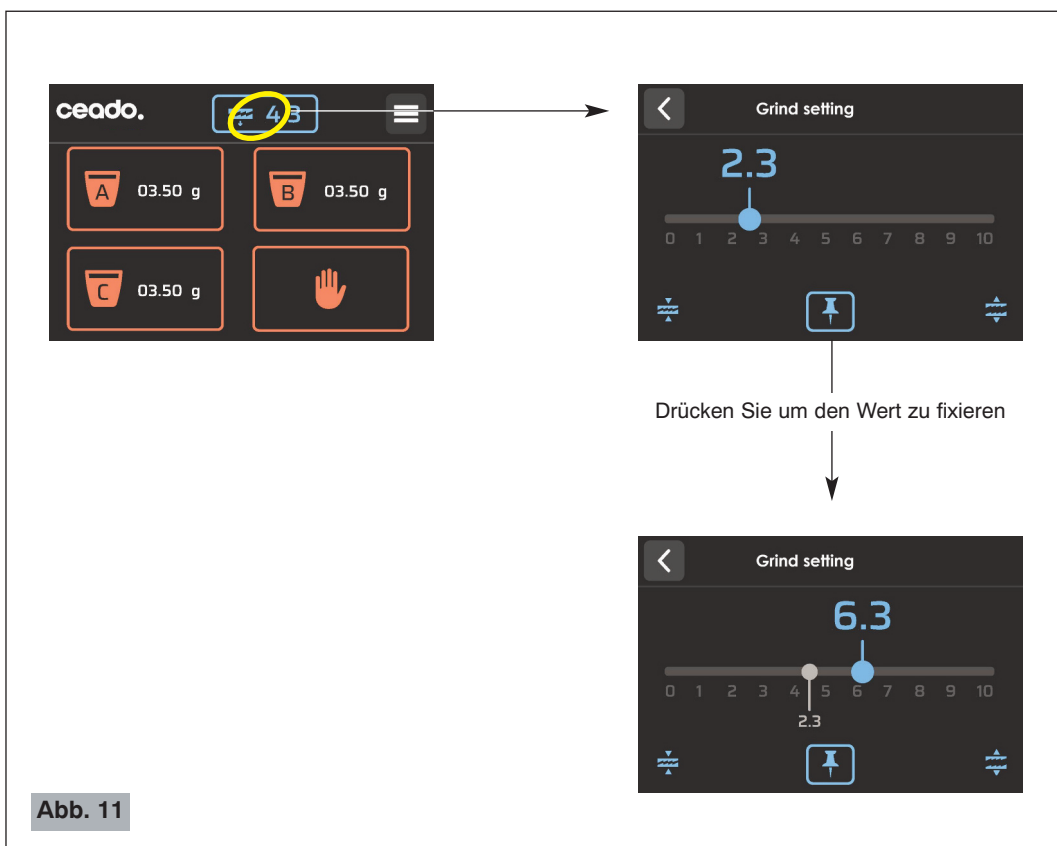 ceado.
4.3
A 03.50 g
B 03.50 g
C 03.50 g
Grind setting
2.3
0 1 2 3 4 5 6 7 8 9 10
Drücken Sie um den Wert zu fixieren
Grind setting
6.3
0 1 2 3 4 5 6 7 8 9 10
2.3
Abb. 11